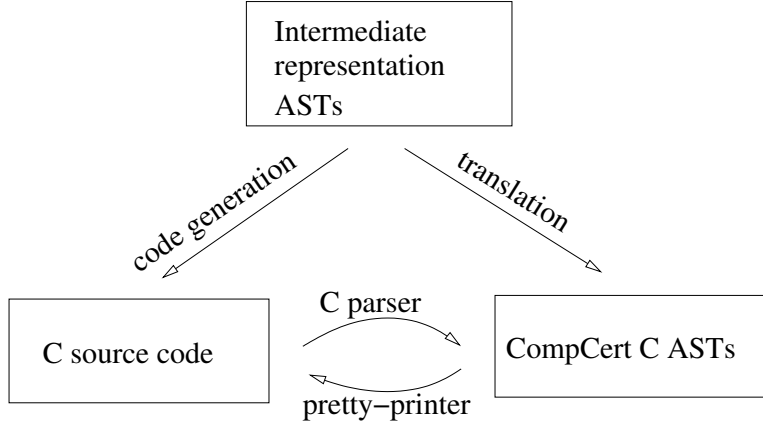 Intermediate
representation
ASTs
code generation
translation
C parser
C source code
CompCert C ASTs
pretty−printer